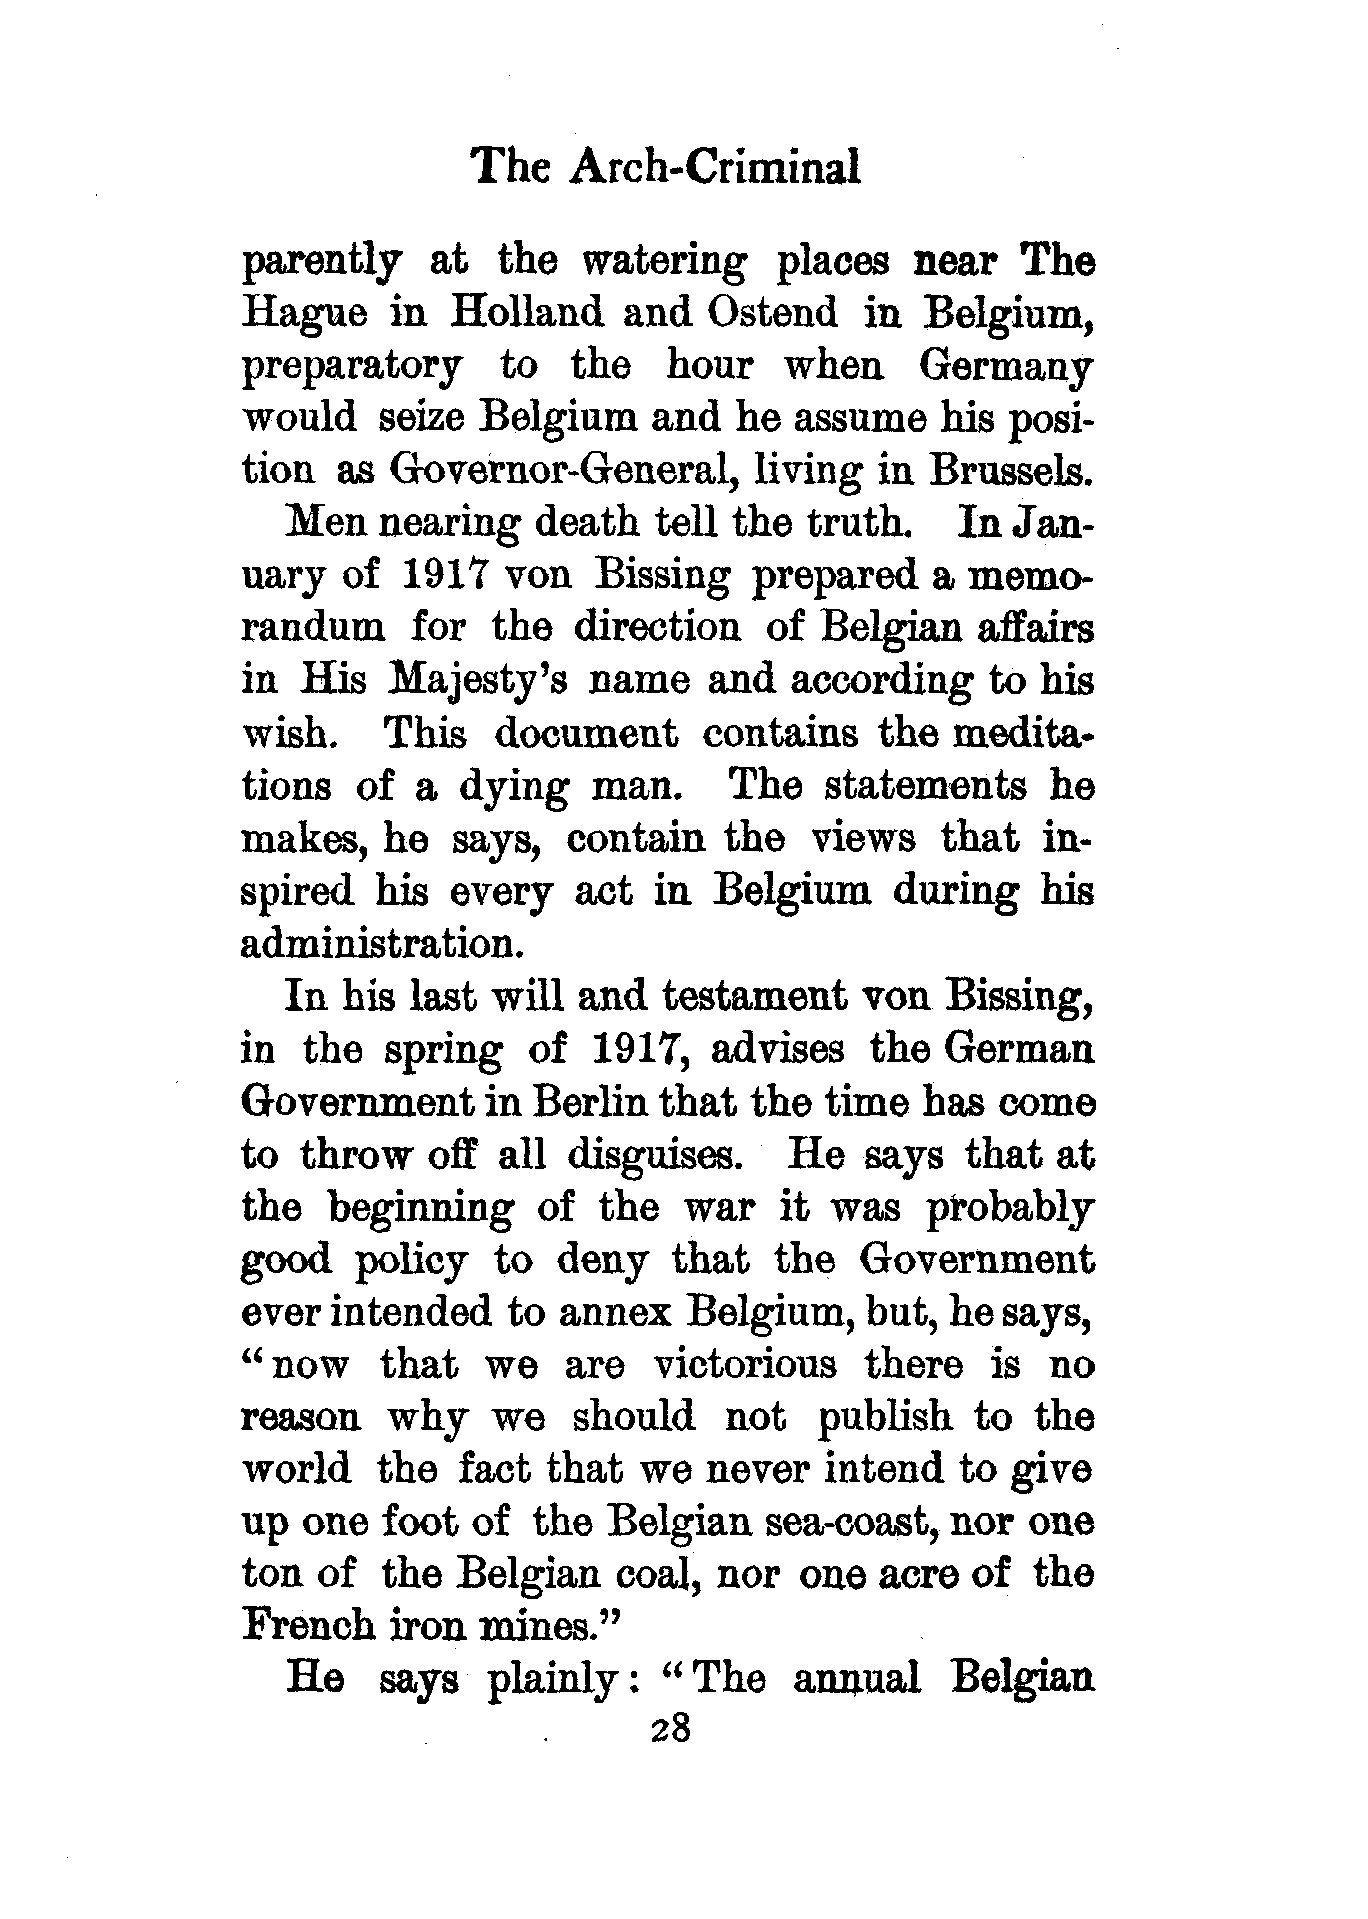 The Arch-Criminal
parently at the watering places near The
Hague in Holland and Ostend in Belgium,
preparatory to the hour when Germany
would seize Belgium and he assume his posi-
tion as Governor-General, living in Brussels.
Men nearing death tell the truth. In Jan-
uary of 1917 von Bissing prepared a memo-
randum for the direction of Belgian affairs
in His Majesty's name and according to his
wish. This document contains the medita-
tions of a dying man. The statements he
makes, he says, contain the views that in-
spired his every act in Belgium during his
administration.
In his last will and testament von Bissing,
in the spring of 1917, advises the German
Government in Berlin that the time has come
to throw off all disguises. He says that at
the beginning of the war it was probably
good policy to deny that the Government
ever intended to annex Belgium, but, he says,
"now that we are victorious there is no
reason why we should not publish to the
world the fact that we never intend to give
up one foot of the Belgian sea-coast, nor one
ton of the Belgian coal, nor one acre of the
French iron mines."
He says plainly: "The annual Belgian
28